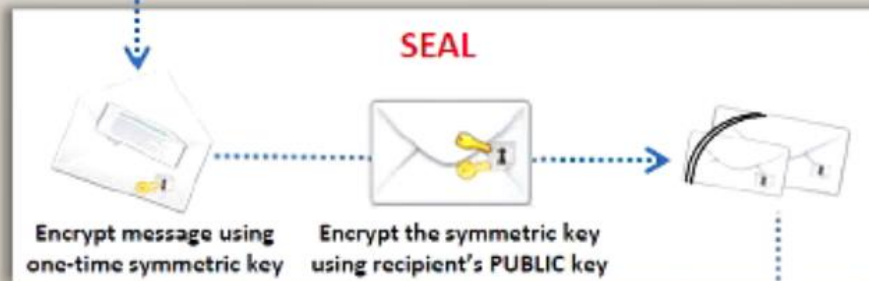 SEAL
Encrypt message using
one-time symmetric key
Encrypt the symmetric key
using recipient's PUBLIC key